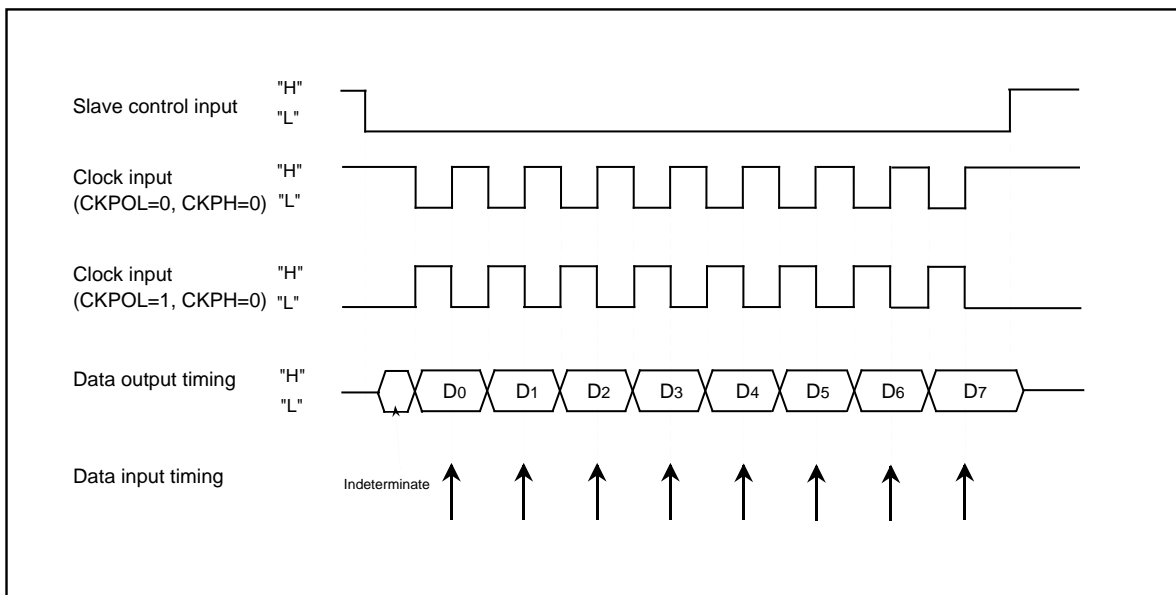 Slave control input "H"
"L"
Clock input "H"
(CKPOL=0, CKPH=0) "L"
Clock input "H"
(CKPOL=1, CKPH=0) "L"
Data output timing "H"
"L"
D0 D1 D2 D3 D4 D5 D6 D7
Data input timing
Indeterminate